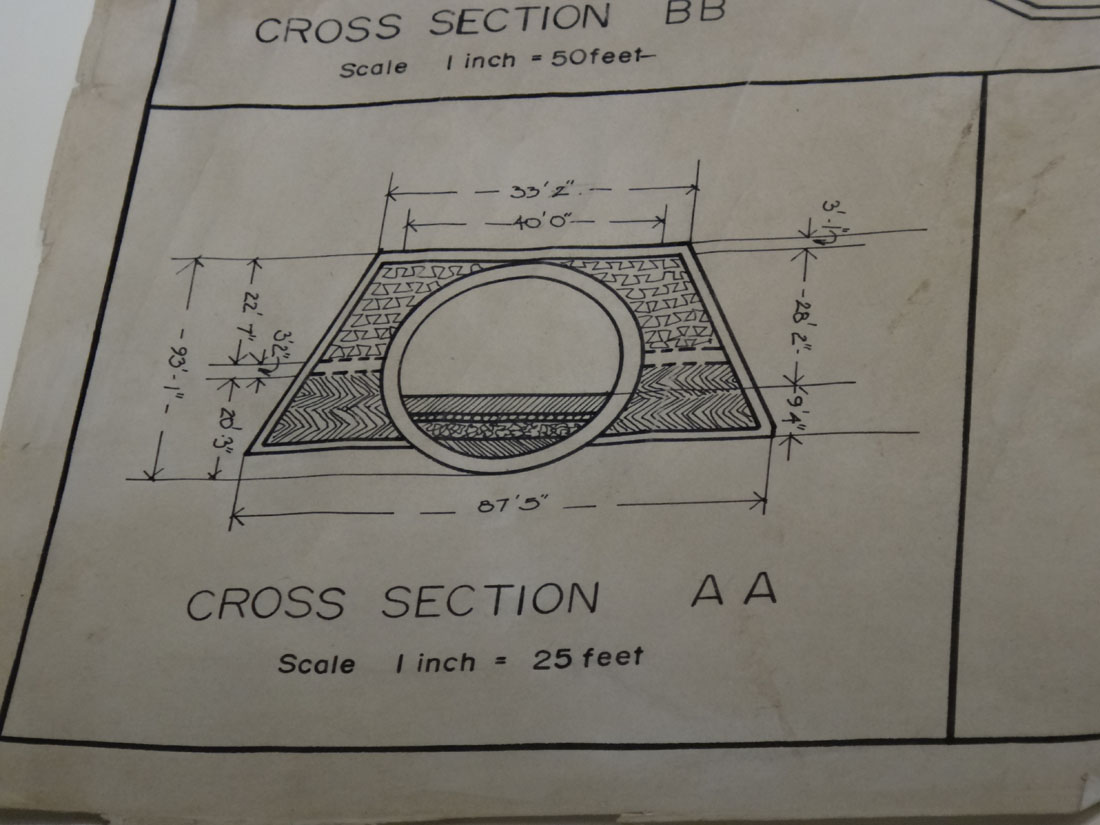 CROSS SECTION BB
Scale 1 inch = 50feet
33' 2"
40' 0"
3' 1"
22' 7"
3' 2"
28' 2"
93' 1"
20' 3"
9' 4"
87' 5"
CROSS SECTION A A
Scale 1 inch = 25 feet